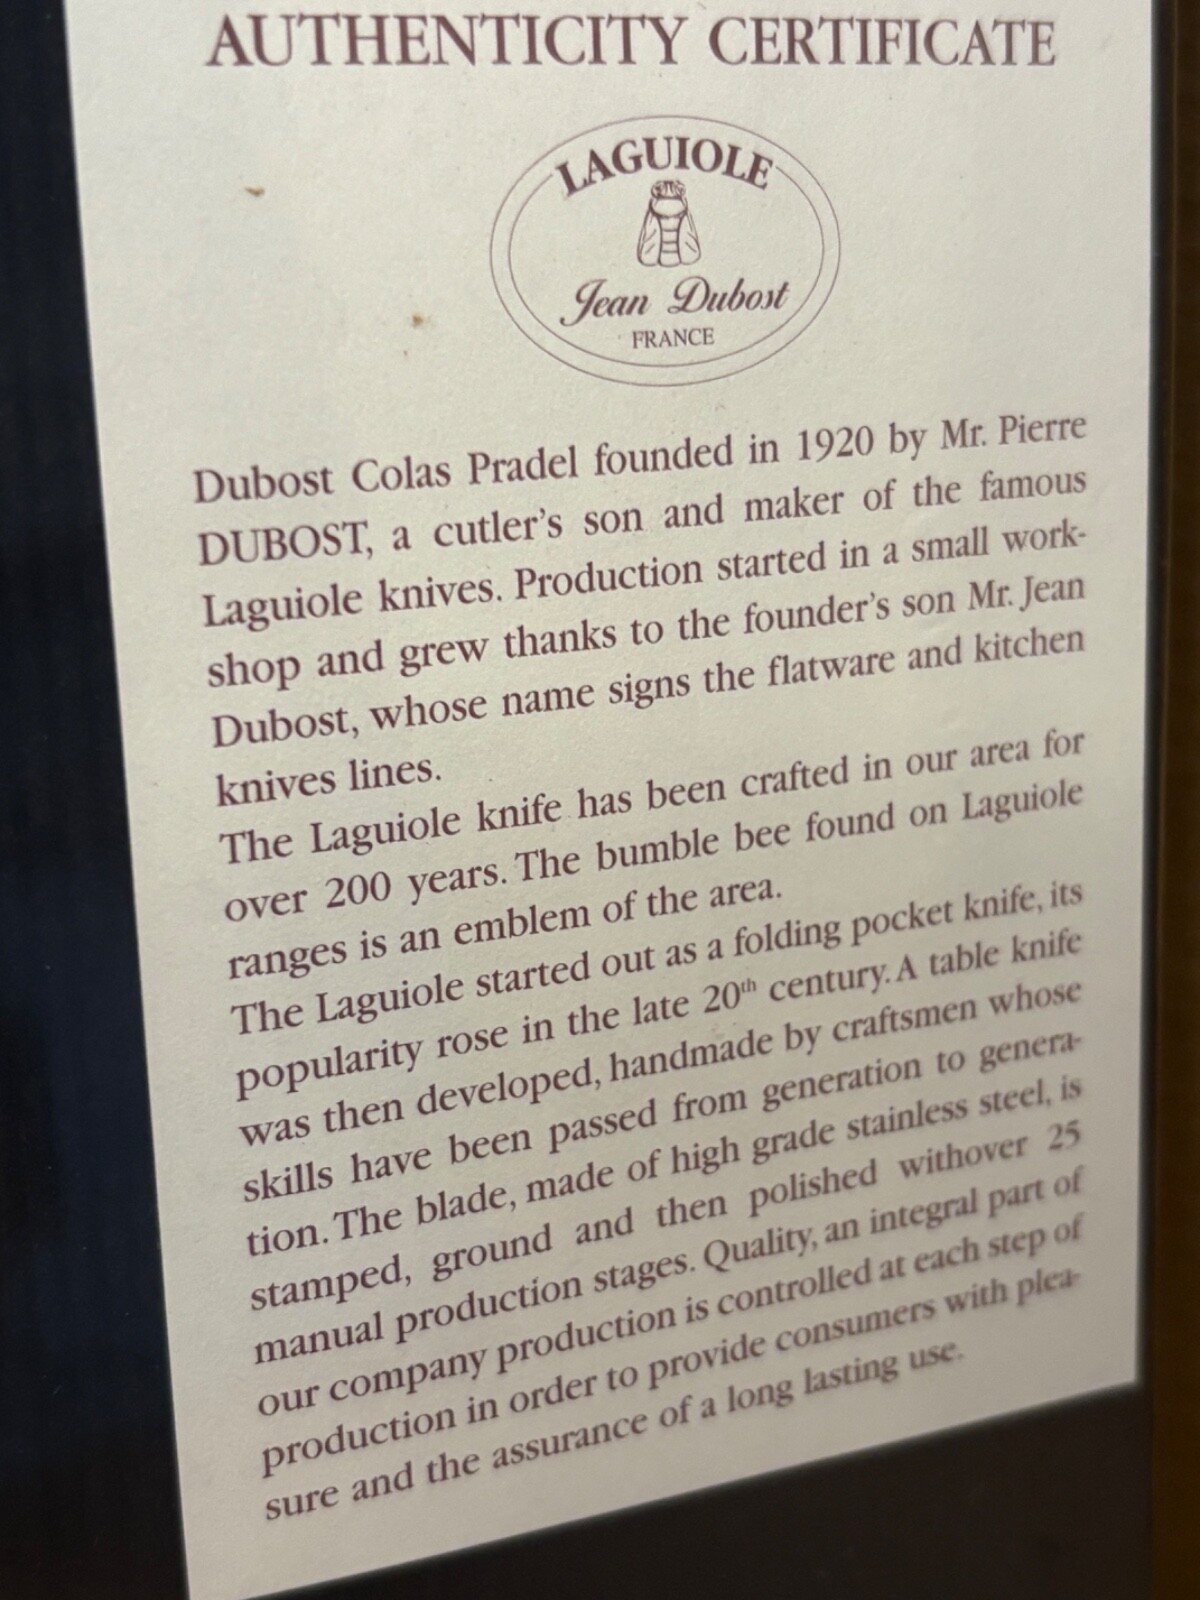 AUTHENTICITY CERTIFICATE
LAGUIOLE
Jean Dubost
FRANCE
Dubost Colas Pradel founded in 1920 by Mr. Pierre
DUBOST, a cutler's son and maker of the famous
Laguiole knives. Production started in a small work-
shop and grew thanks to the founder's son Mr. Jean
Dubost, whose name signs the flatware and kitchen
knives lines.
The Laguiole knife has been crafted in our area for
over 200 years. The bumble bee found on Laguiole
ranges is an emblem of the area.
The Laguiole started out as a folding pocket knife, its
popularity rose in the late 20th century. A table knife
was then developed, handmade by craftsmen whose
skills have been passed from generation to genera-
tion. The blade, made of high grade stainless steel, is
stamped, ground and then polished withover 25
manual production stages. Quality, an integral part of
our company production is controlled at each step of
production in order to provide consumers with plea-
sure and the assurance of a long lasting use.